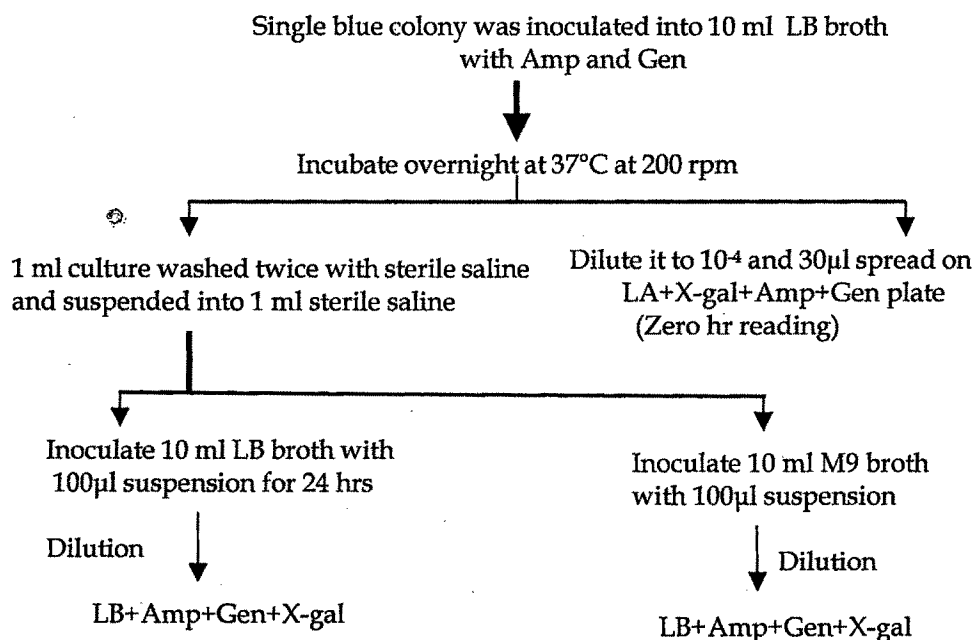 Single blue colony was inoculated into 10 ml LB broth
with Amp and Gen
Incubate overnight at 37°C at 200 rpm
1 ml culture washed twice with sterile saline
and suspended into 1 ml sterile saline
Dilute it to 10⁻⁴ and 30µl spread on
LA+X-gal+Amp+Gen plate
(Zero hr reading)
Inoculate 10 ml LB broth with
100µl suspension for 24 hrs
Inoculate 10 ml M9 broth
with 100µl suspension
Dilution
Dilution
LB+Amp+Gen+X-gal
LB+Amp+Gen+X-gal